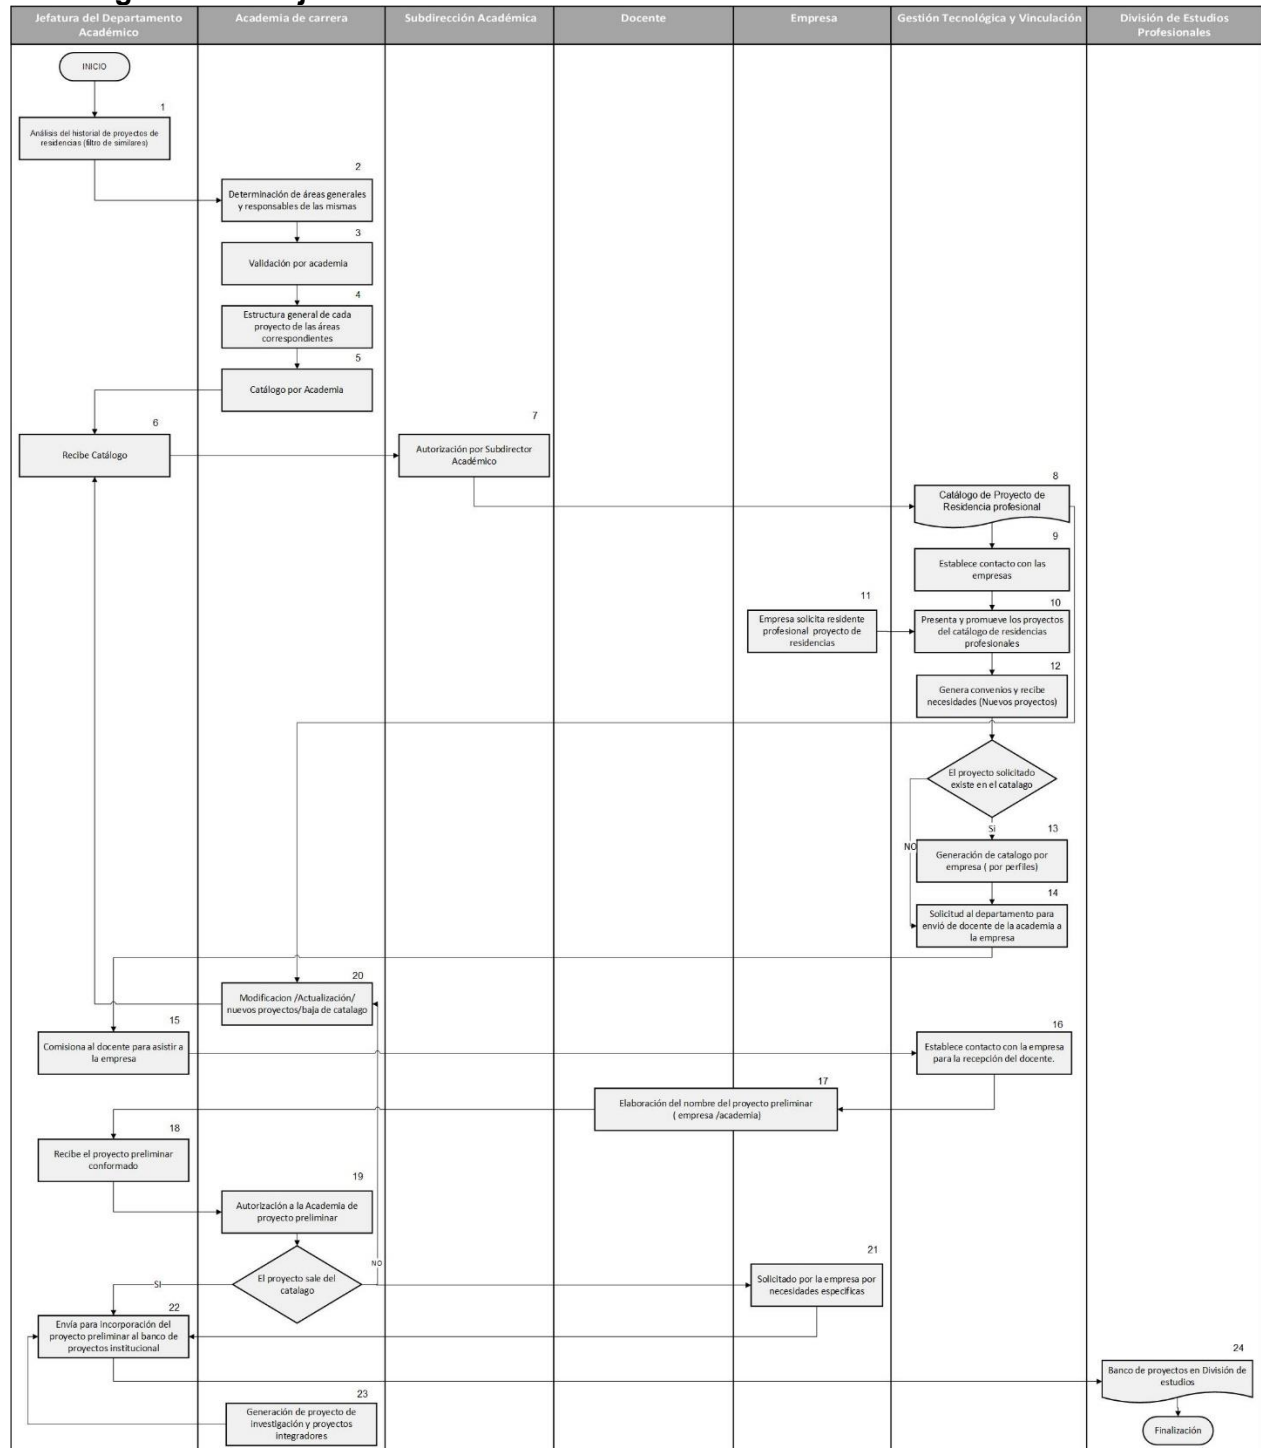 Jefatura del Departamento
Académico
Academia de carrera
Subdirección Académica
Docente
Empresa
Gestión Tecnológica y Vinculación
División de Estudios
Profesionales
INICIO
1
Análisis del historial de proyectos de
residencias (filtro de similares)
2
Determinación de áreas generales
y responsables de las mismas
3
Validación por academia
4
Estructura general de cada
proyecto de las áreas
correspondientes
5
Catálogo por Academia
6
Recibe Catálogo
7
Autorización por Subdirector
Académico
8
Catálogo de Proyecto de
Residencia profesional
9
Establece contacto con las
empresas
11
Empresa solicita residente
profesional proyecto de
residencias
10
Presenta y promueve los proyectos
del catálogo de residencias
profesionales
12
Genera convenios y recibe
necesidades (Nuevos proyectos)
El proyecto solicitado
existe en el catalago
Si
NO
13
Generación de catalogo por
empresa ( por perfiles)
14
Solicitud al departamento para
envió de docente de la academia a
la empresa
20
Modificacion /Actualización/
nuevos proyectos/baja de catalago
15
Comisiona al docente para asistir a
la empresa
16
Establece contacto con la empresa
para la recepción del docente.
17
Elaboración del nombre del proyecto preliminar
( empresa /academia)
18
Recibe el proyecto preliminar
conformado
19
Autorización a la Academia de
proyecto preliminar
El proyecto sale del
catalago
SI
NO
21
Solicitado por la empresa por
necesidades especificas
22
Envía para incorporación del
proyecto preliminar al banco de
proyectos institucional
23
Generación de proyecto de
investigación y proyectos
integradores
24
Banco de proyectos en División de
estudios
Finalización